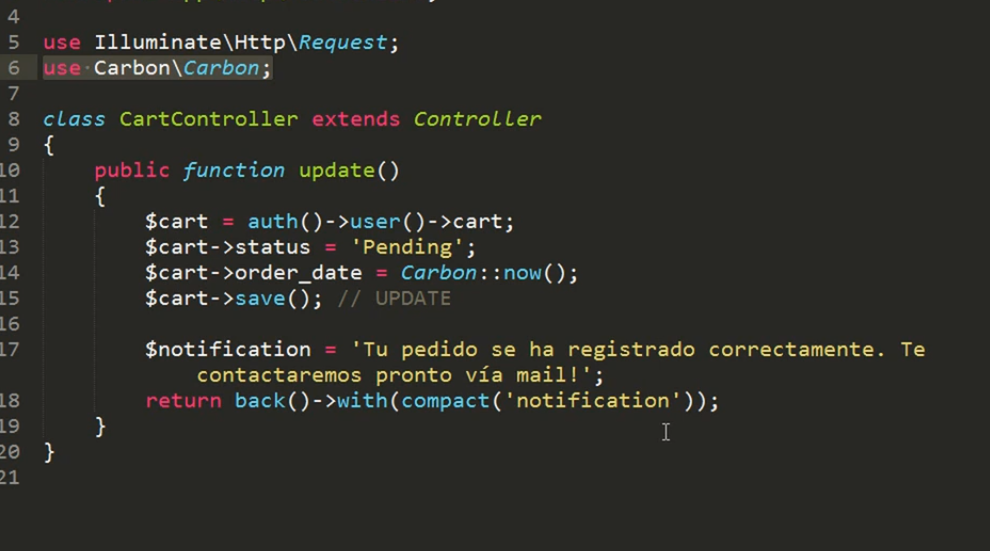 4
5 use Illuminate\Http\Request;
6 use Carbon\Carbon;
7
8 class CartController extends Controller
9 {
10 public function update()
11 {
12 $cart = auth()->user()->cart;
13 $cart->status = 'Pending';
14 $cart->order_date = Carbon::now();
15 $cart->save(); // UPDATE
16
17 $notification = 'Tu pedido se ha registrado correctamente. Te
contactaremos pronto vía mail!';
18 return back()->with(compact('notification'));
19 }
20 }
21